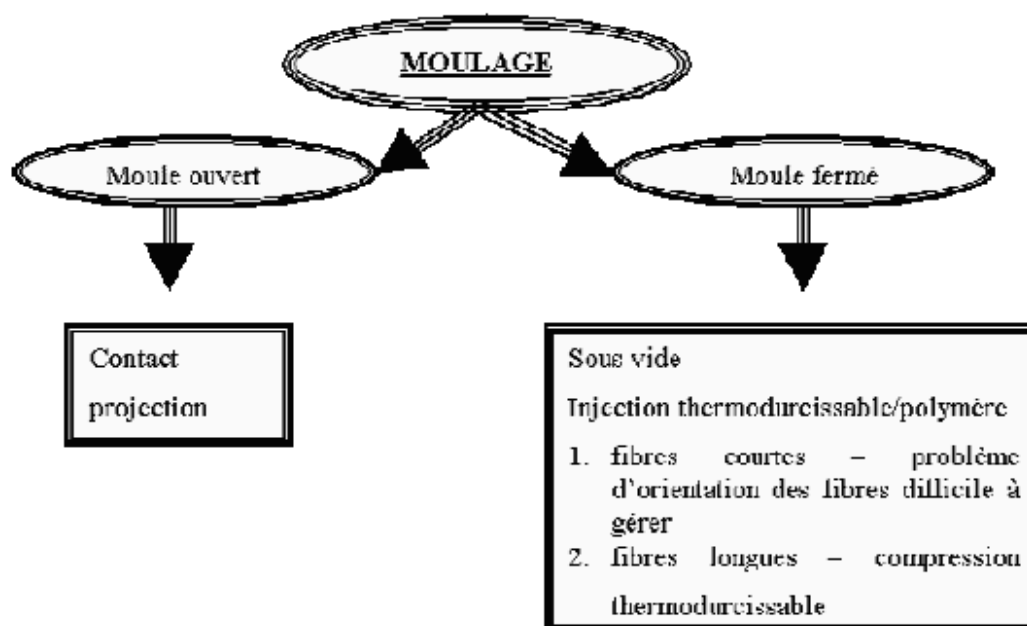 MOULAGE
Moule ouvert
Moule fermé
Contact
projection
Sous vide
Injection thermodurcissable/polymère
1. fibres courtes – problème
d'orientation des fibres difficile à
gérer
2. fibres longues – compression
thermodurcissable